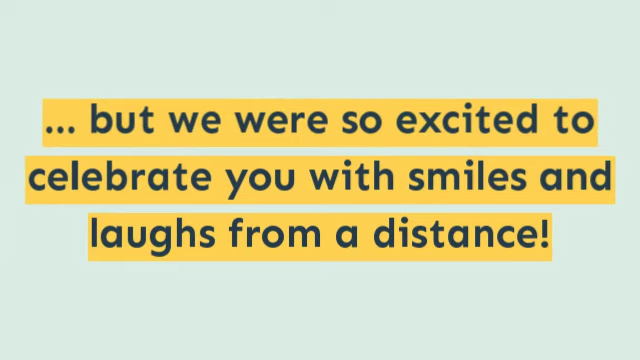 ... but we were so excited to
celebrate you with smiles and
laughs from a distance!